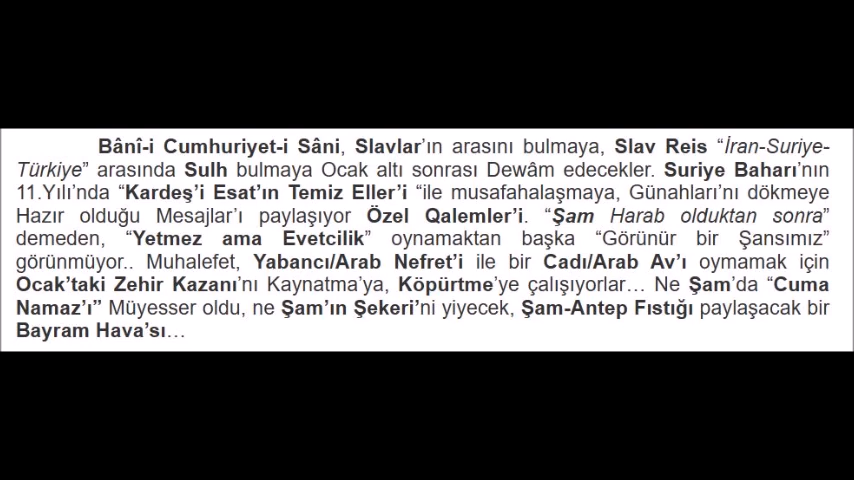 Bânî-i Cumhuriyet-i Sâni, Slavlar’ın arasını bulmaya, Slav Reis “İran-Suriye-
Türkiye” arasında Sulh bulmaya Ocak altı sonrası Dewâm edecekler. Suriye Baharı’nın
11.Yılı’nda “Kardeş’i Esat’ın Temiz Eller’i “ile musafahalaşmaya, Günahları’nı dökmeye
Hazır olduğu Mesajlar’ı paylaşıyor Özel Qalemler’i. “Şam Harab olduktan sonra”
demeden, “Yetmez ama Evetcilik” oynamaktan başka “Görünür bir Şansımız”
görünmüyor.. Muhalefet, Yabancı/Arab Nefret’i ile bir Cadı/Arab Av’ı oymamak için
Ocak’taki Zehir Kazanı’nı Kaynatma’ya, Köpürtme’ye çalışıyorlar… Ne Şam’da “Cuma
Namaz’ı” Müyesser oldu, ne Şam’ın Şekeri’ni yiyecek, Şam-Antep Fıstığı paylaşacak bir
Bayram Hava’sı…